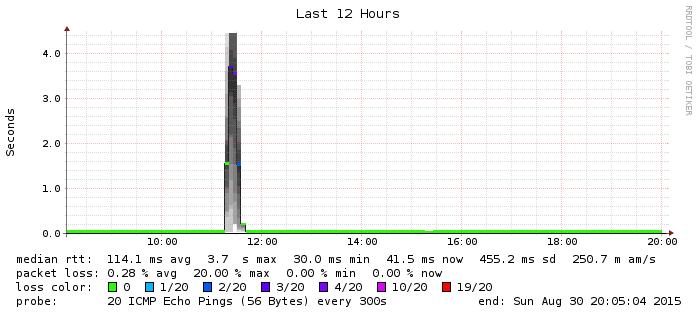 Last 12 Hours
RRDTOOL / TOBI OETIKER
Seconds
4.0
3.0
2.0
1.0
0.0
10:00 12:00 14:00 16:00 18:00 20:00
median rtt: 114.1 ms avg 3.7 s max 30.0 ms min 41.5 ms now 455.2 ms sd 250.7 m am/s
packet loss: 0.28 % avg 20.00 % max 0.00 % min 0.00 % now
loss color: 0 1/20 2/20 3/20 4/20 10/20 19/20
probe: 20 ICMP Echo Pings (56 Bytes) every 300s end: Sun Aug 30 20:05:04 2015